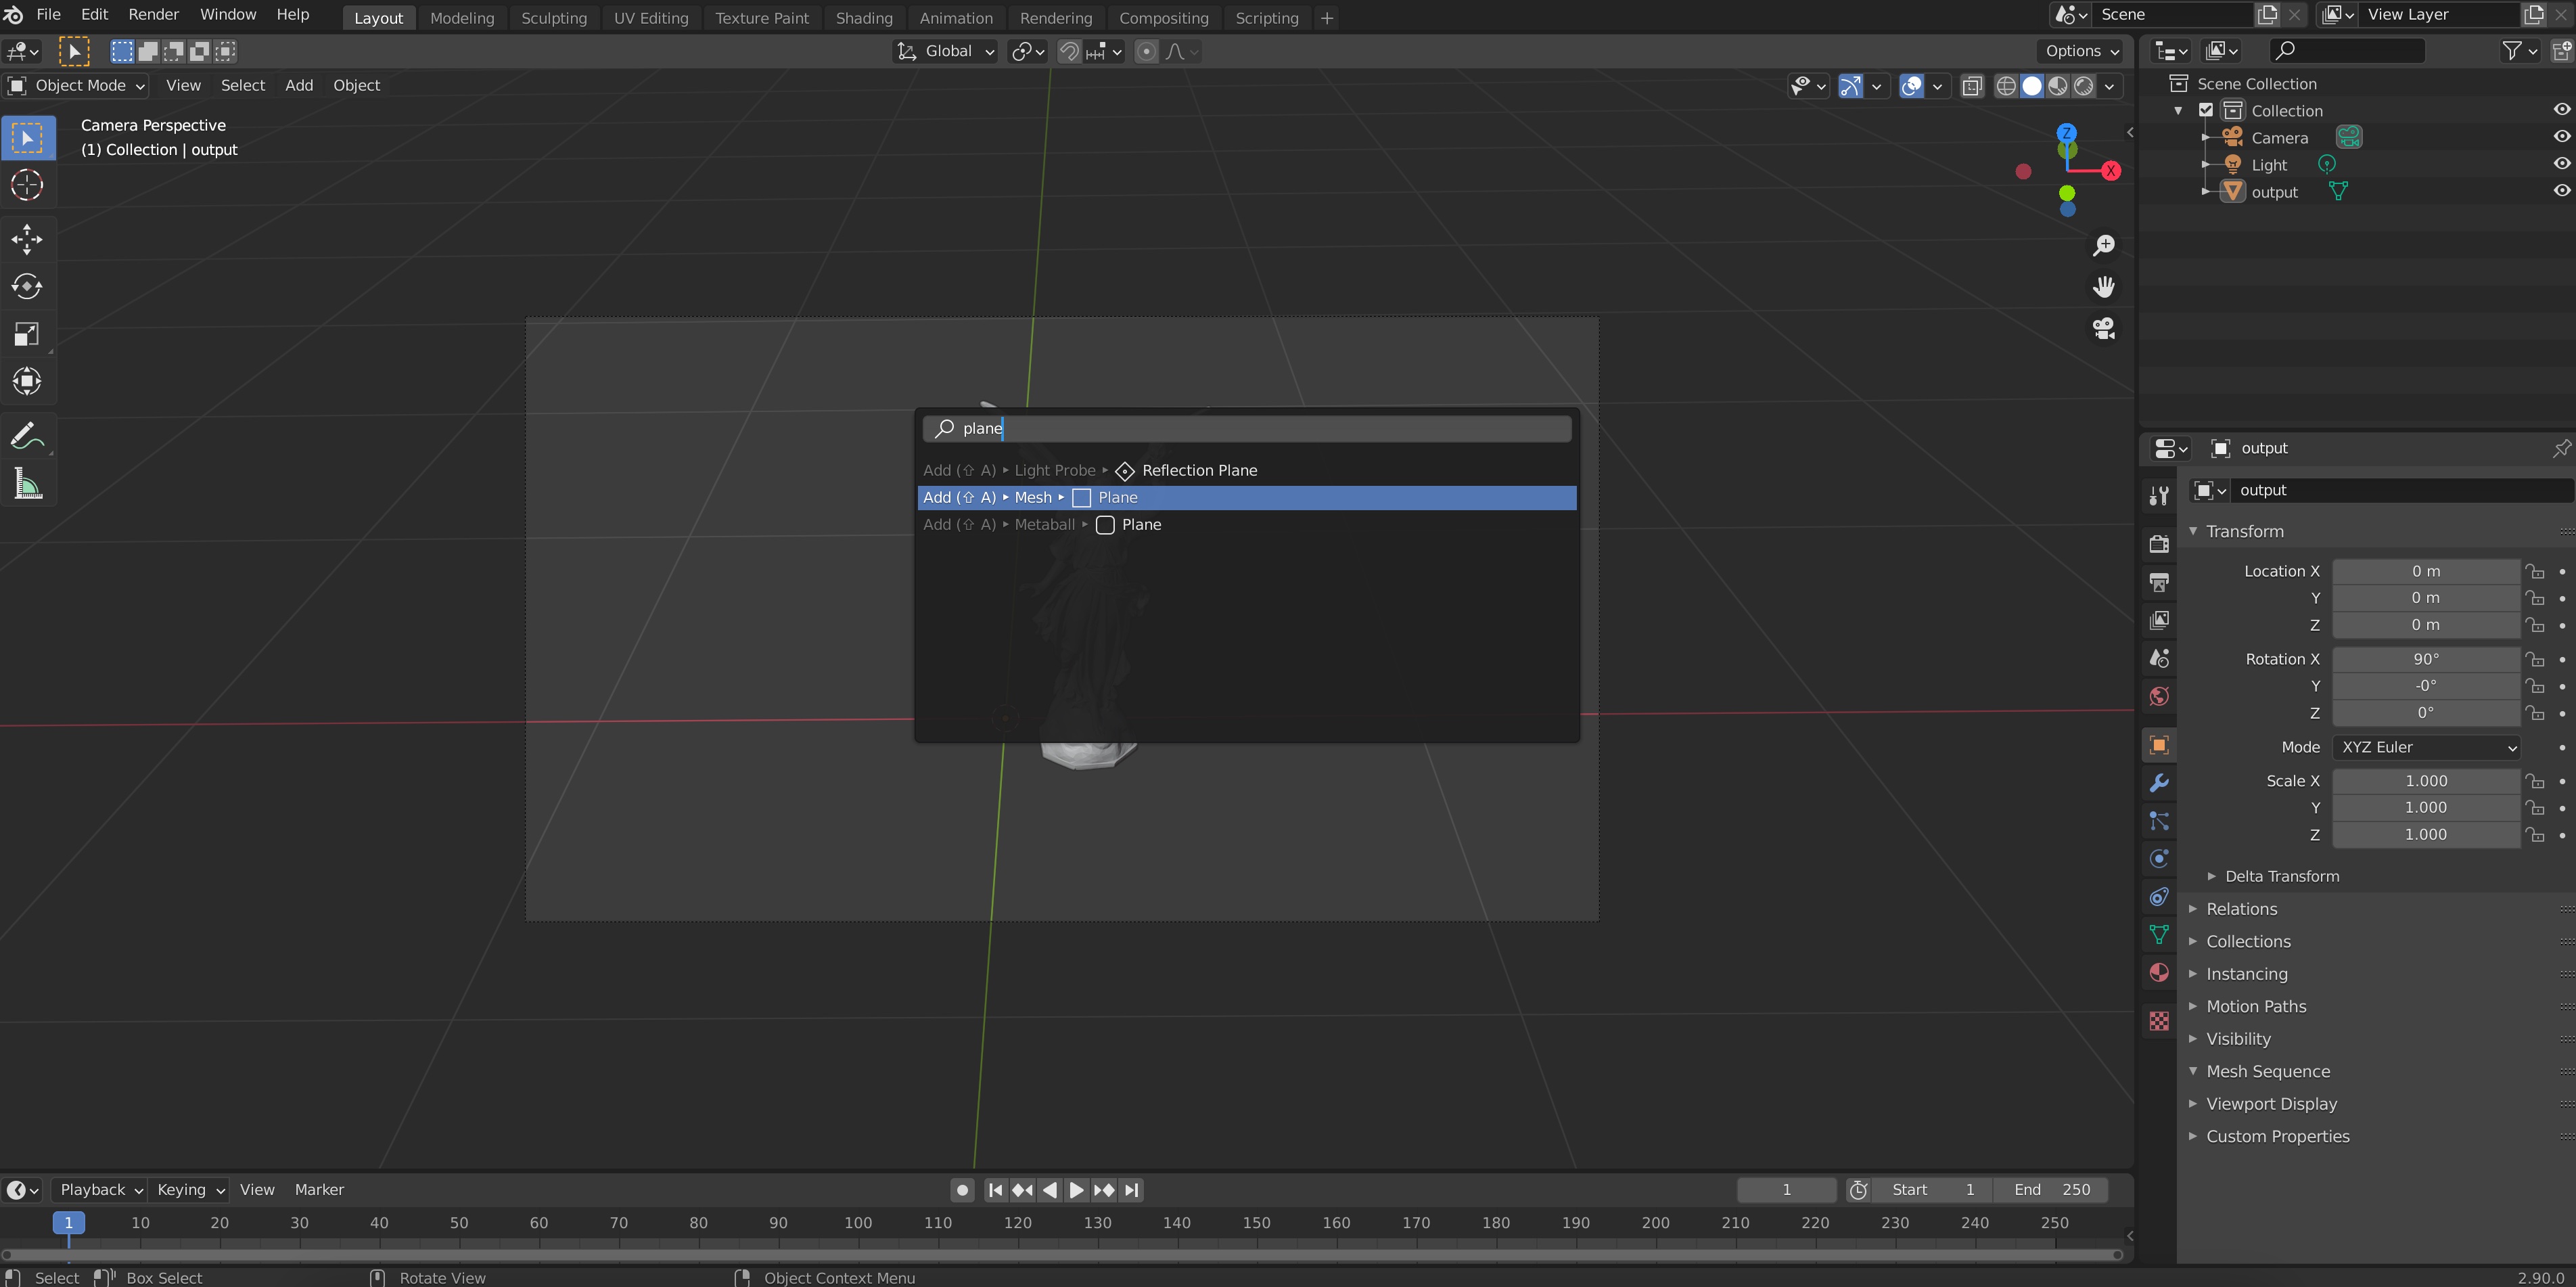 File Edit Render Window Help Layout Modeling Sculpting UV Editing Texture Paint Shading Animation Rendering Compositing Scripting + Scene View Layer
Global Options
Object Mode View Select Add Object
Camera Perspective
(1) Collection | output
Z
X
plane
Add (⇧ A) ▸ Light Probe ▸ Reflection Plane
Add (⇧ A) ▸ Mesh ▸ Plane
Add (⇧ A) ▸ Metaball ▸ Plane
Scene Collection
Collection
Camera
Light
output
output
output
Transform
Location X 0 m
Y 0 m
Z 0 m
Rotation X 90°
Y -0°
Z 0°
Mode XYZ Euler
Scale X 1.000
Y 1.000
Z 1.000
Delta Transform
Relations
Collections
Instancing
Motion Paths
Visibility
Mesh Sequence
Viewport Display
Custom Properties
Playback Keying View Marker 1 Start 1 End 250
1 10 20 30 40 50 60 70 80 90 100 110 120 130 140 150 160 170 180 190 200 210 220 230 240 250
Select Box Select Rotate View Object Context Menu 2.90.0